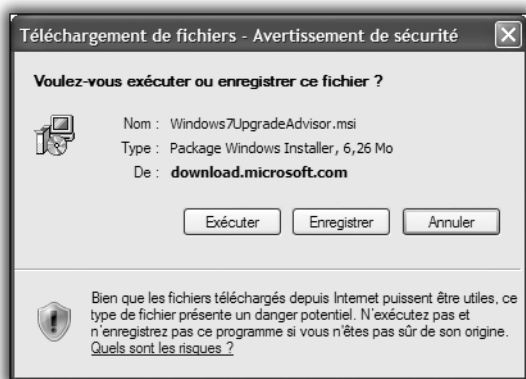 Téléchargement de fichiers - Avertissement de sécurité
Voulez-vous exécuter ou enregistrer ce fichier ?
Nom : Windows7UpgradeAdvisor.msi
Type : Package Windows Installer, 6,26 Mo
De : download.microsoft.com
Exécuter Enregistrer Annuler
Bien que les fichiers téléchargés depuis Internet puissent être utiles, ce
type de fichier présente un danger potentiel. N'exécutez pas et
n'enregistrez pas ce programme si vous n'êtes pas sûr de son origine.
Quels sont les risques ?